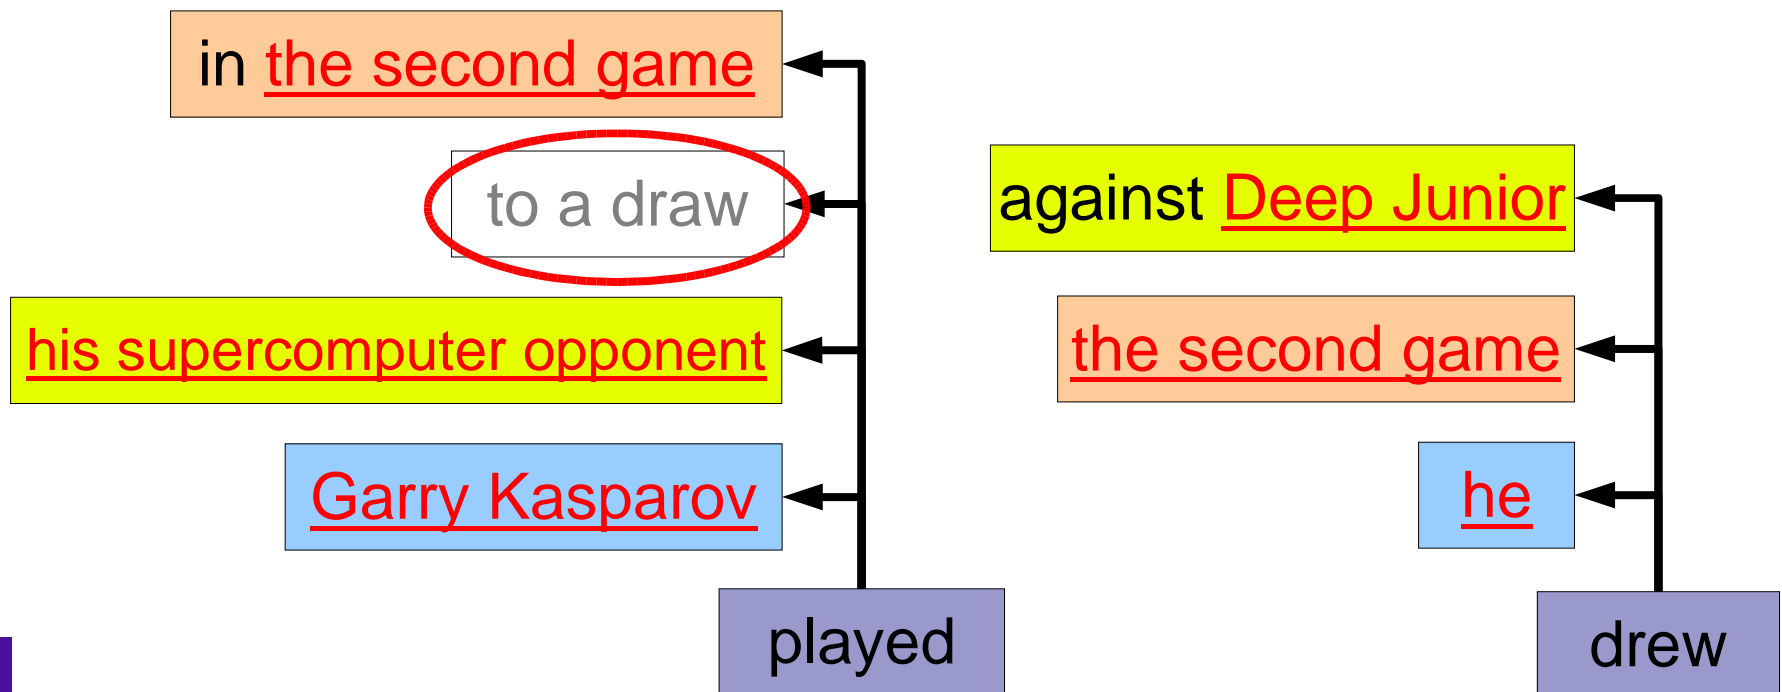 in the second game
to a draw
his supercomputer opponent
Garry Kasparov
played
against Deep Junior
the second game
he
drew